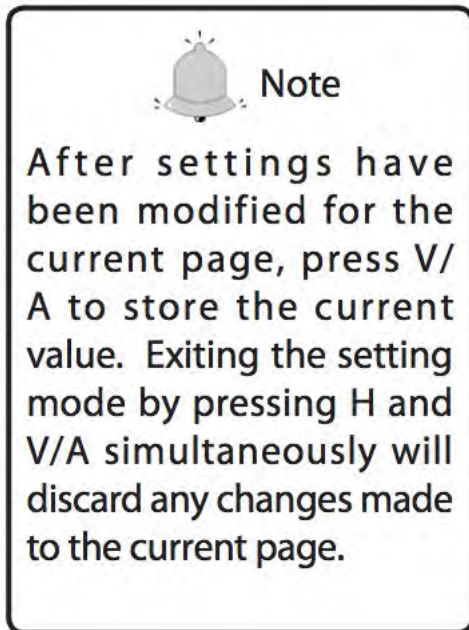 Note
After settings have
been modified for the
current page, press V/
A to store the current
value. Exiting the setting
mode by pressing H and
V/A simultaneously will
discard any changes made
to the current page.